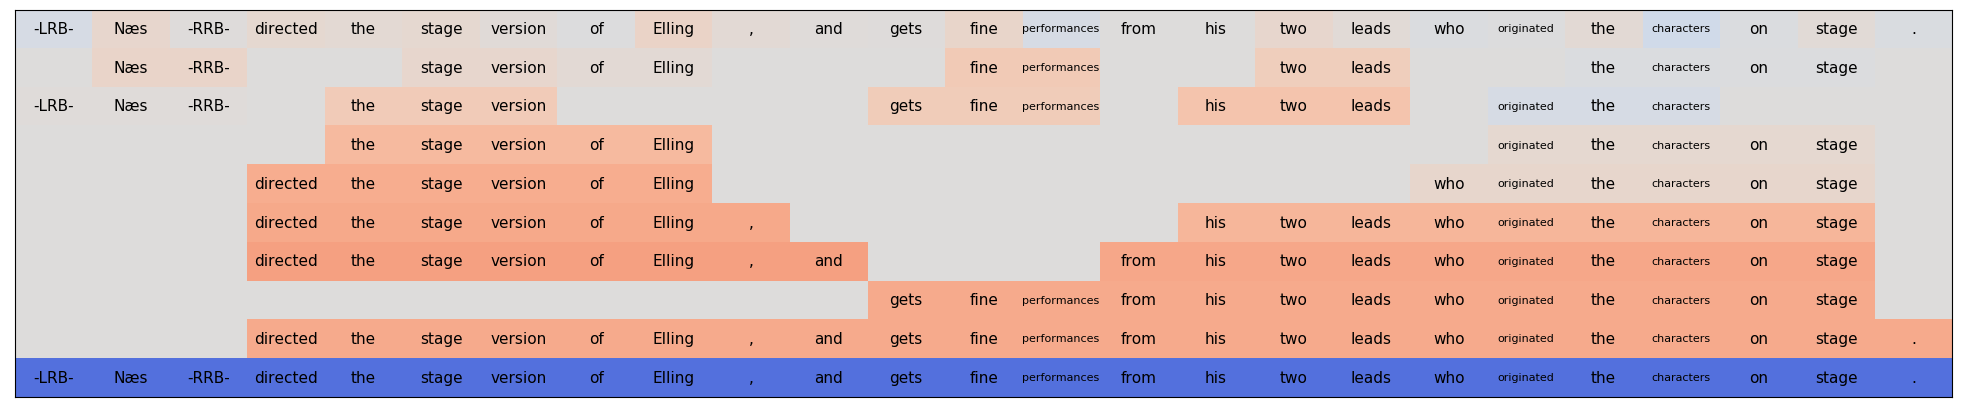 -LRB- Næs -RRB- directed the stage version of Elling , and gets fine performances from his two leads who originated the characters on stage .
Næs -RRB- stage version of Elling fine performances two leads the characters on stage
-LRB- Næs -RRB- the stage version gets fine performances his two leads originated the characters
the stage version of Elling originated the characters on stage
directed the stage version of Elling who originated the characters on stage
directed the stage version of Elling , his two leads who originated the characters on stage
directed the stage version of Elling , and from his two leads who originated the characters on stage
gets fine performances from his two leads who originated the characters on stage
directed the stage version of Elling , and gets fine performances from his two leads who originated the characters on stage .
-LRB- Næs -RRB- directed the stage version of Elling , and gets fine performances from his two leads who originated the characters on stage .